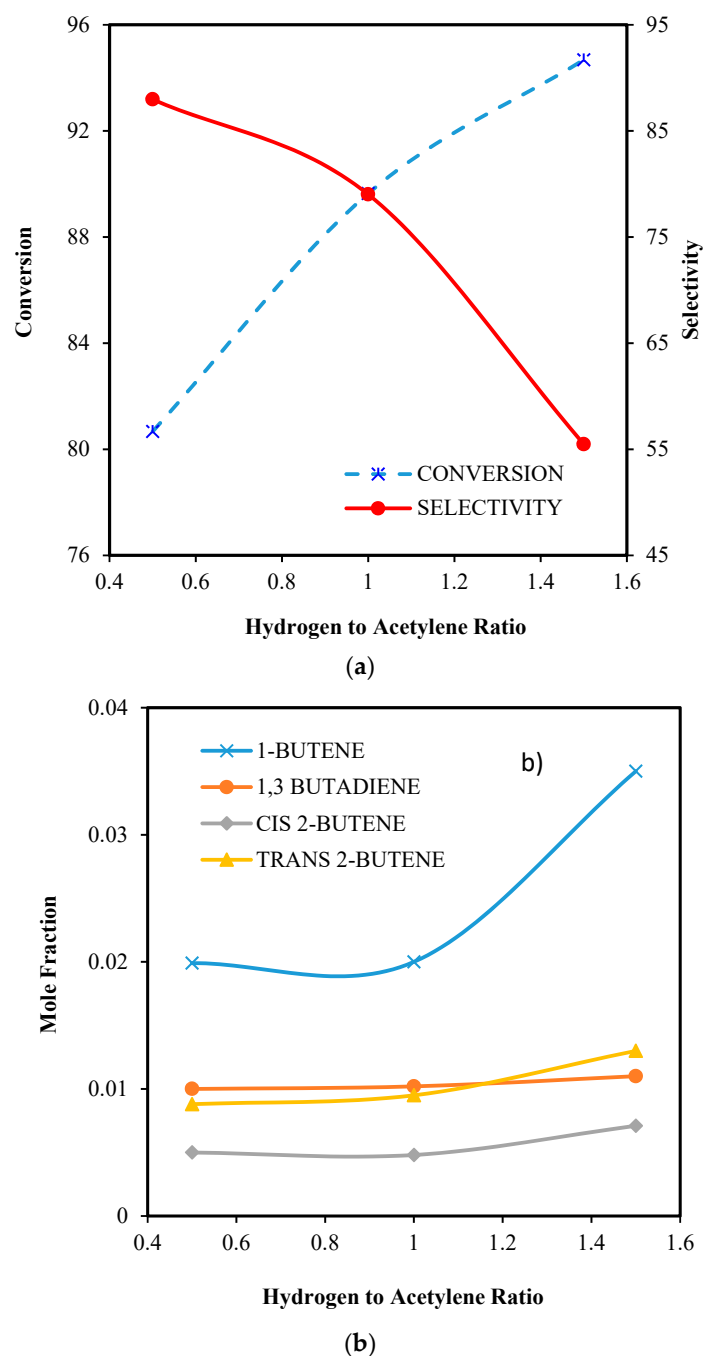 96
92
88
84
80
76
Conversion
95
85
75
65
55
45
Selectivity
CONVERSION
SELECTIVITY
0.4 0.6 0.8 1 1.2 1.4 1.6
Hydrogen to Acetylene Ratio
(a)
0.04
0.03
0.02
0.01
0
Mole Fraction
1-BUTENE
1,3 BUTADIENE
CIS 2-BUTENE
TRANS 2-BUTENE
b)
0.4 0.6 0.8 1 1.2 1.4 1.6
Hydrogen to Acetylene Ratio
(b)